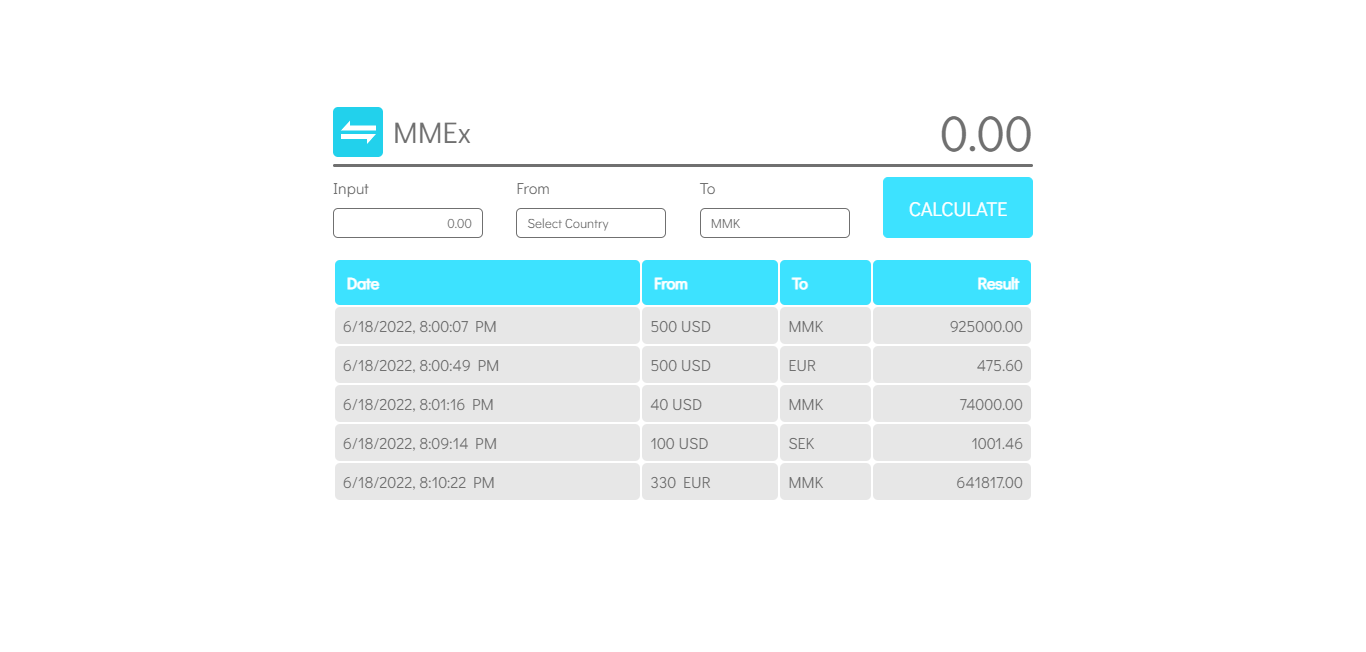 MMEx 0.00
Input From To
0.00 Select Country MMK CALCULATE
Date From To Result
6/18/2022, 8:00:07 PM 500 USD MMK 925000.00
6/18/2022, 8:00:49 PM 500 USD EUR 475.60
6/18/2022, 8:01:16 PM 40 USD MMK 74000.00
6/18/2022, 8:09:14 PM 100 USD SEK 1001.46
6/18/2022, 8:10:22 PM 330 EUR MMK 641817.00